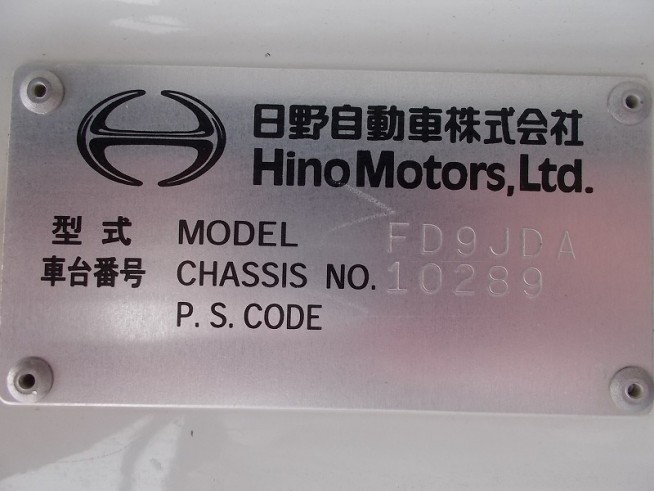 日野自動車株式会社
Hino Motors, Ltd.
型式 MODEL FD9JDA
車台番号 CHASSIS NO. 10289
P. S. CODE